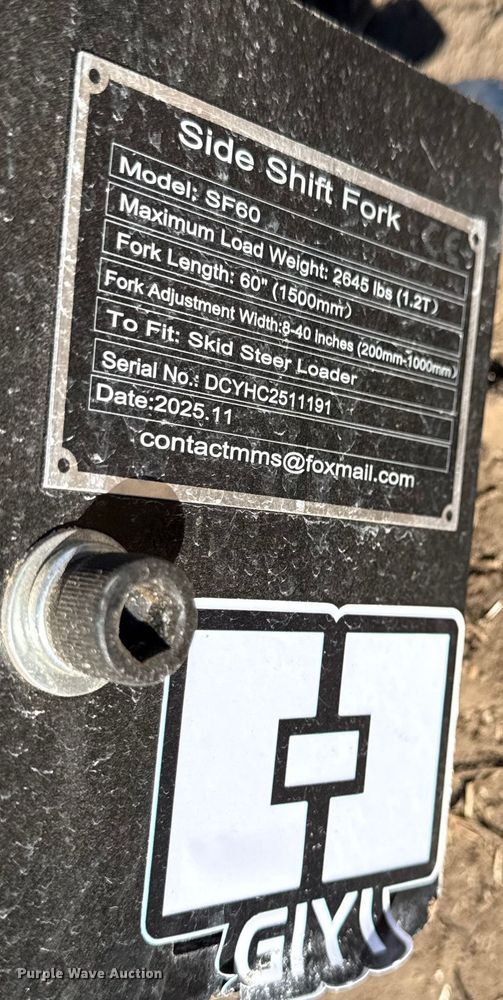 Side Shift Fork
CE
Model: SF60
Maximum Load Weight: 2645 lbs (1.2T)
Fork Length: 60" (1500mm)
Fork Adjustment Width:8-40 Inches (200mm-1000mm)
To Fit: Skid Steer Loader
Serial No.: DCYHC2511191
Date:2025.11
contactmms@foxmail.com
GIYU
Purple Wave Auction